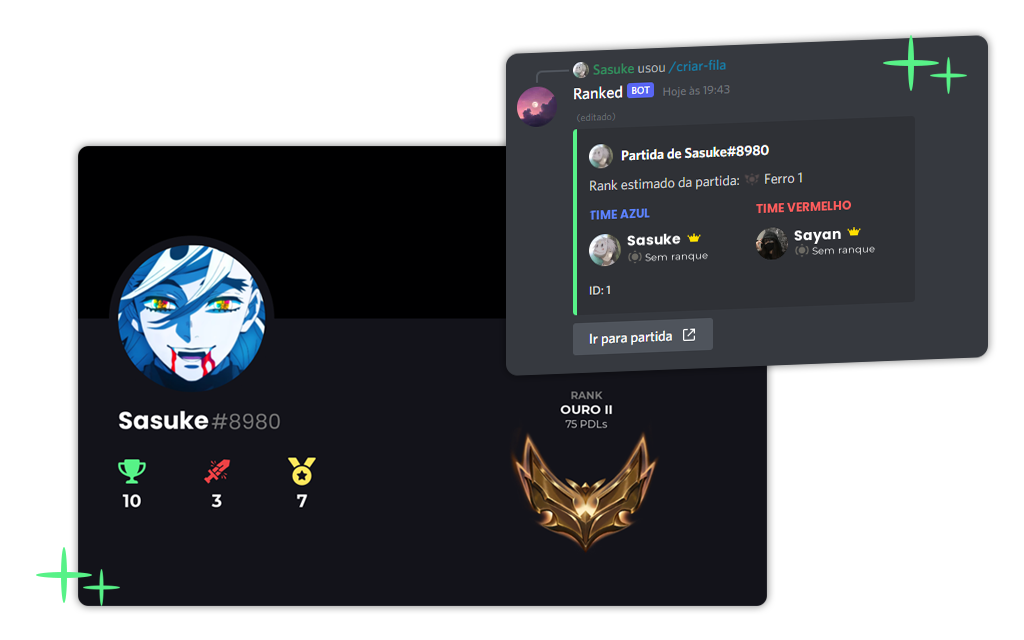 Sasuke usou /criar-fila
Ranked BOT Hoje às 19:43
(editado)
Partida de Sasuke#8980
Rank estimado da partida: Ferro 1
TIME AZUL
Sasuke
Sem ranque
TIME VERMELHO
Sayan
Sem ranque
ID: 1
Ir para partida
Sasuke#8980
10 3 7
RANK
OURO II
75 PDLs